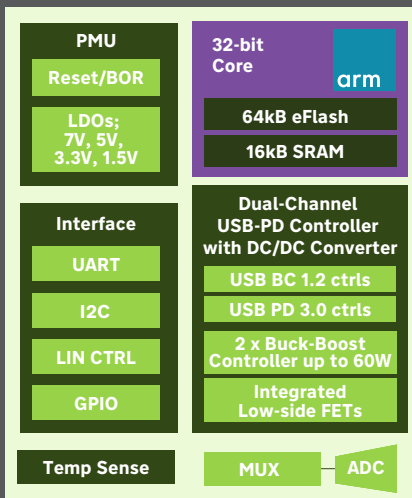 PMU
Reset/BOR
LDOs;
7V, 5V,
3.3V, 1.5V
32-bit
Core
arm
64kB eFlash
16kB SRAM
Interface
UART
I2C
LIN CTRL
GPIO
Dual-Channel
USB-PD Controller
with DC/DC Converter
USB BC 1.2 ctrls
USB PD 3.0 ctrls
2 x Buck-Boost
Controller up to 60W
Integrated
Low-side FETs
Temp Sense
MUX
ADC